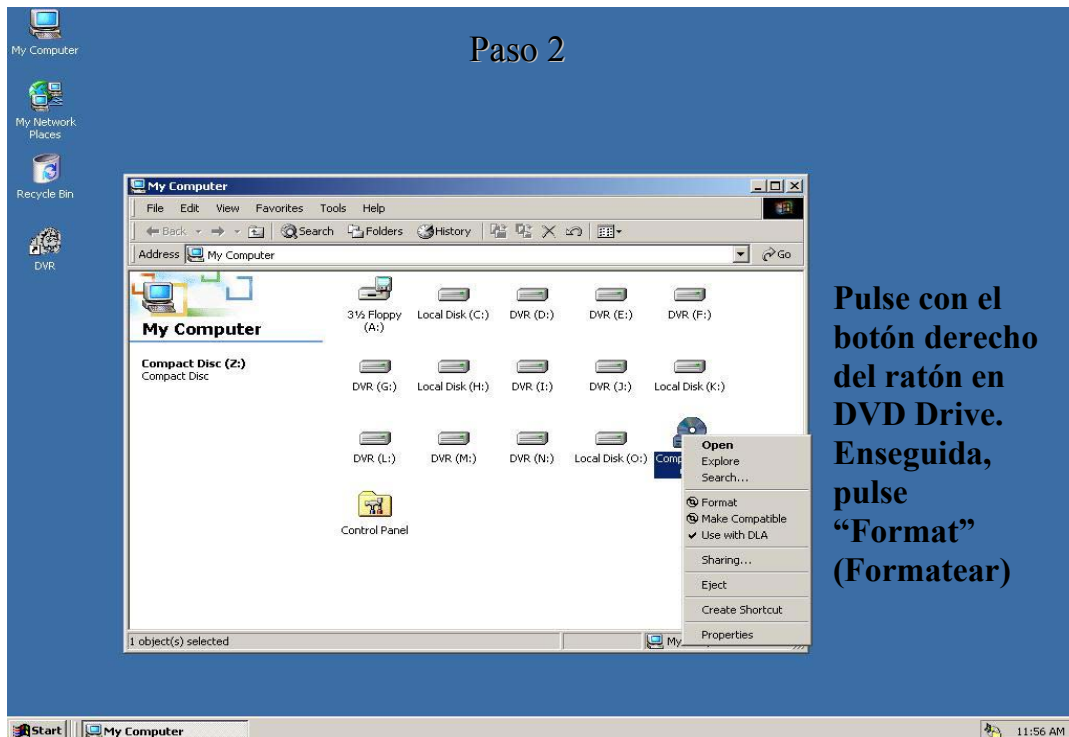 My Computer
Paso 2
My Network
Places
Recycle Bin
DVR
My Computer
File Edit View Favorites Tools Help
Back Search Folders History
Address My Computer Go
My Computer
Compact Disc (Z:)
Compact Disc
3½ Floppy
(A:)
Local Disk (C:)
DVR (D:)
DVR (E:)
DVR (F:)
DVR (G:)
Local Disk (H:)
DVR (I:)
DVR (J:)
Local Disk (K:)
DVR (L:)
DVR (M:)
DVR (N:)
Local Disk (O:)
Control Panel
Open
Explore
Search...
Format
Make Compatible
Use with DLA
Sharing...
Eject
Create Shortcut
Properties
1 object(s) selected
My
Pulse con el
botón derecho
del ratón en
DVD Drive.
Enseguida,
pulse
“Format”
(Formatear)
Start
My Computer
11:56 AM